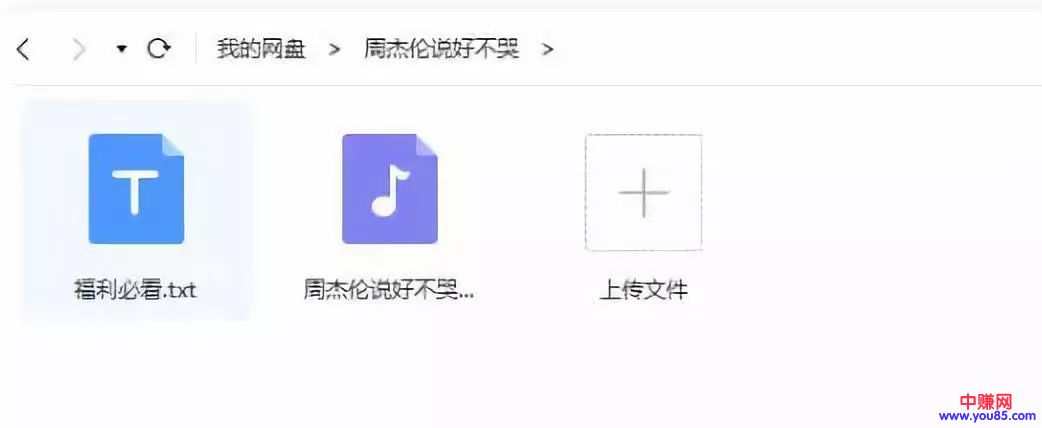 我的网盘 > 周杰伦说好不哭 >
福利必看.txt
周杰伦说好不哭...
上传文件
中赚网
www.you85.com